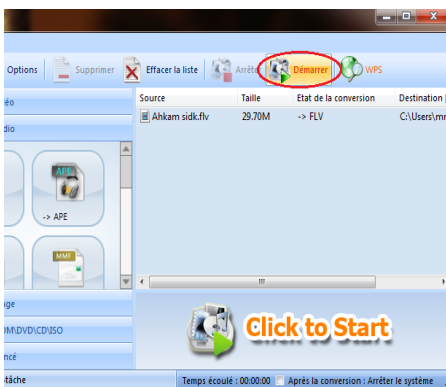 Options Supprimer Effacer la liste Arrêter Démarrer WPS
éo
dio
APE
-> APE
MMF
age
OM\DVD\CD\ISO
ncé
Source Taille Etat de la conversion Destination
Ahkam sidk.flv 29.70M -> FLV C:\Users\mr
Click to Start
tâche Temps écoulé : 00:00:00 Après la conversion : Arrêter le système